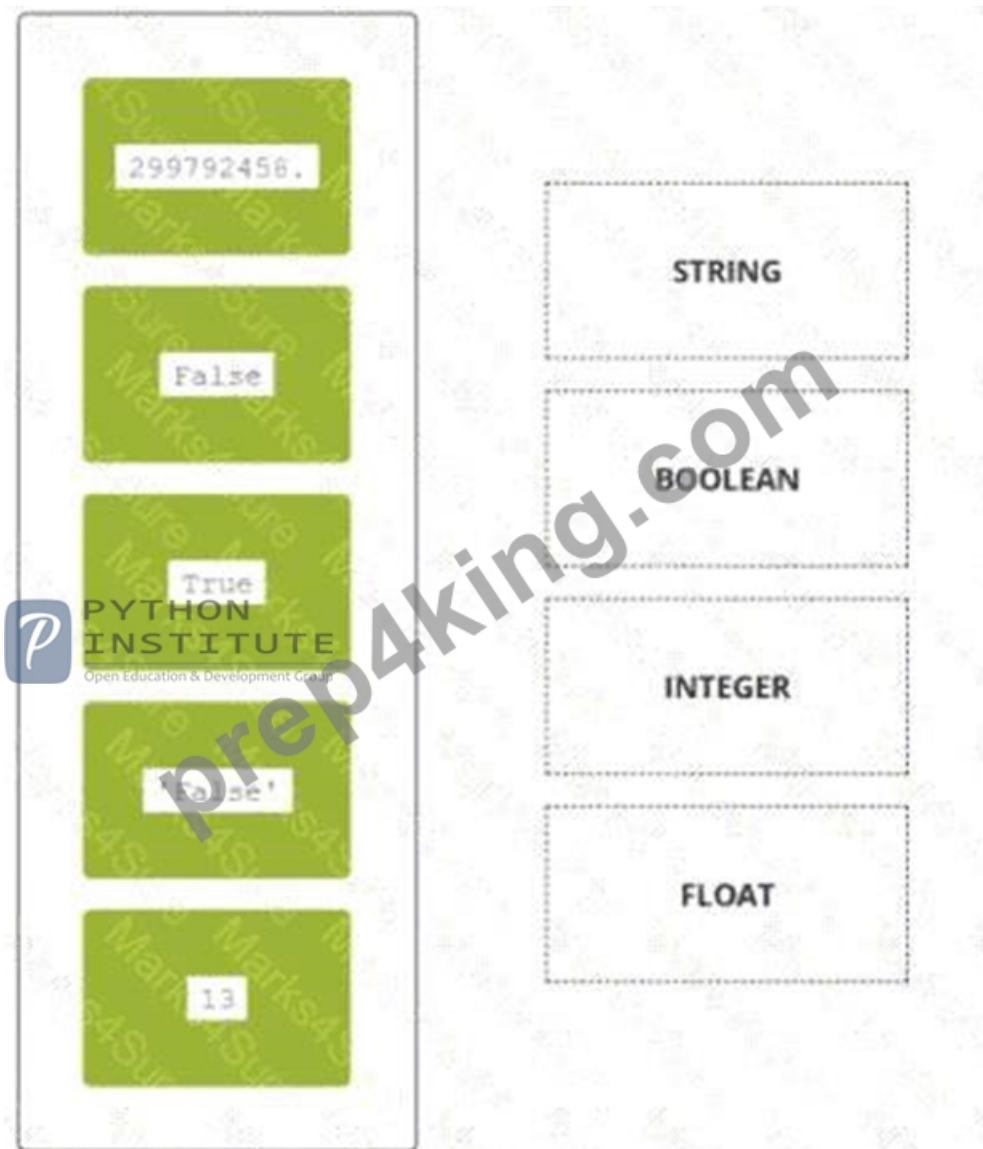 299792458.
False
True
'False'
13
STRING
BOOLEAN
INTEGER
FLOAT
PYTHON
INSTITUTE
Open Education & Development Group
prep4king.com